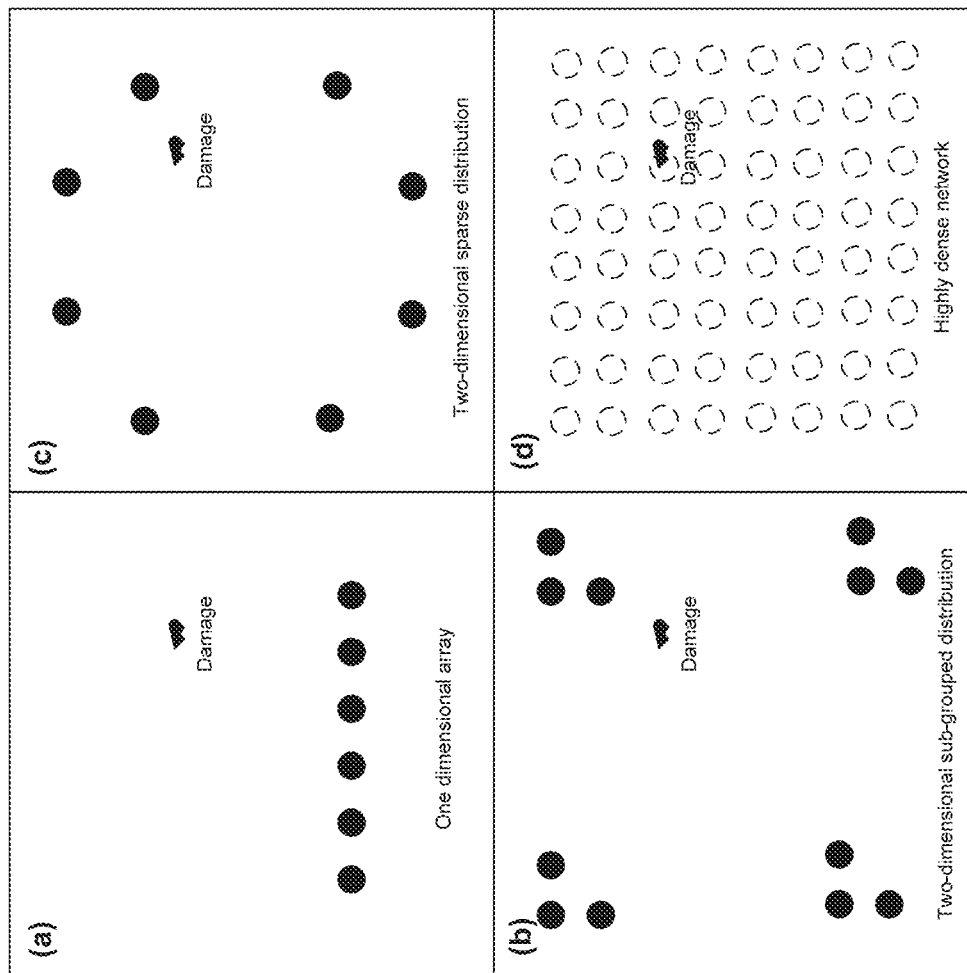 (a)
Damage
One dimensional array
(b)
Damage
Two-dimensional sub-grouped distribution
(c)
Damage
Two-dimensional sparse distribution
(d)
Damage
Highly dense network